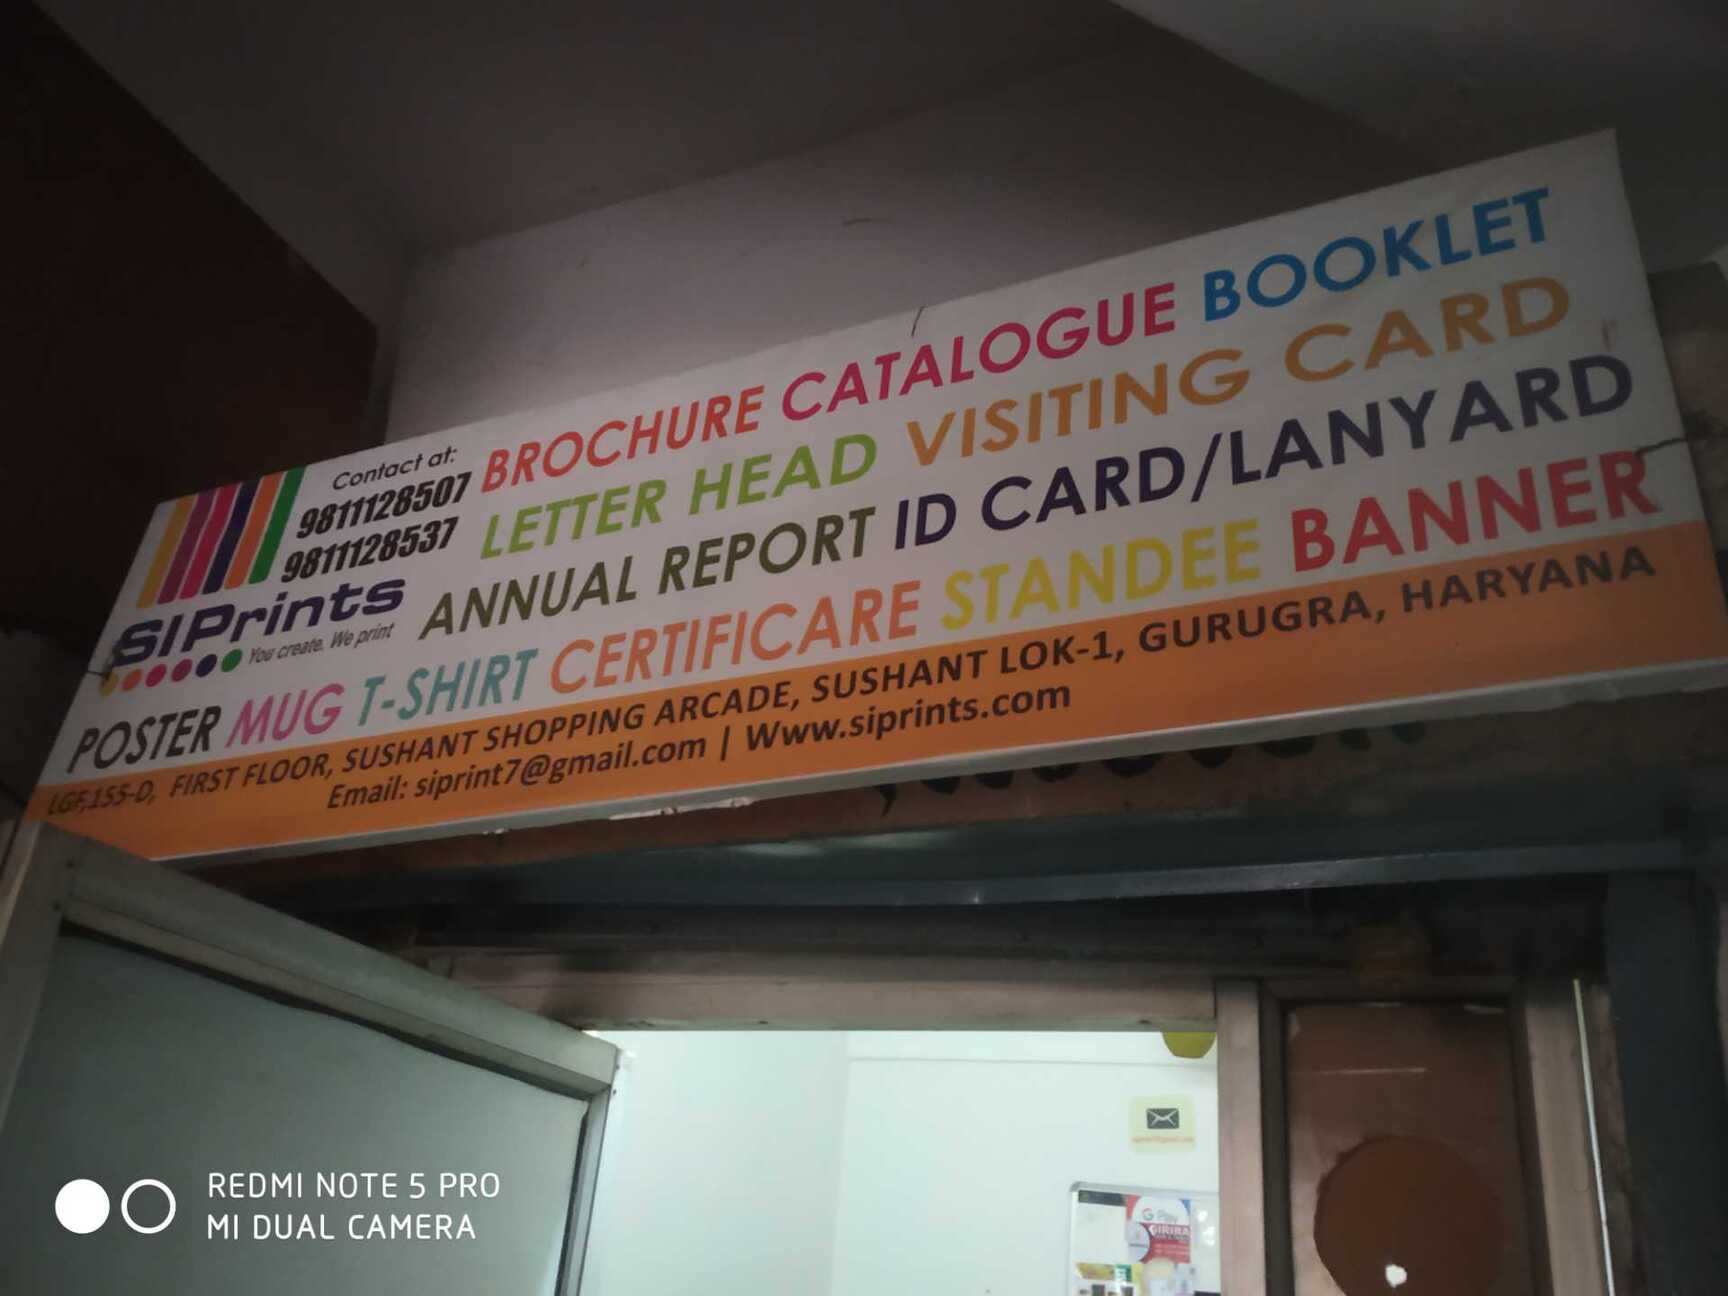 Contact at:
9811128507
9811128537
SIPrints
You create. We print
BROCHURE CATALOGUE BOOKLET
LETTER HEAD VISITING CARD
ANNUAL REPORT ID CARD/LANYARD
POSTER MUG T-SHIRT CERTIFICARE STANDEE BANNER
LGF,155-D, FIRST FLOOR, SUSHANT SHOPPING ARCADE, SUSHANT LOK-1, GURUGRA, HARYANA
Email: siprint7@gmail.com | Www.siprints.com
G Pay
REDMI NOTE 5 PRO
MI DUAL CAMERA